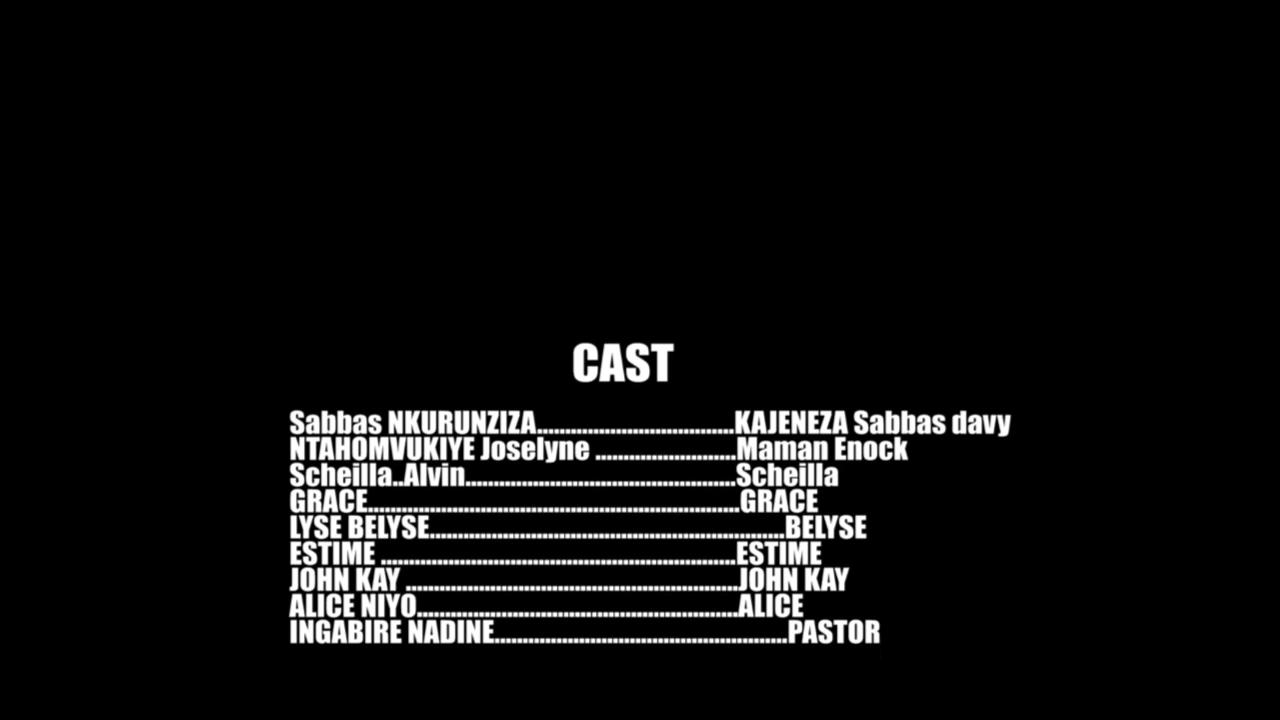 CAST
Sabbas NKURUNZIZA...................................KAJENEZA Sabbas davy
NTAHOMVUKIYE Joselyne .........................Maman Enock
Scheilla..Alvin................................................Scheilla
GRACE..................................................................GRACE
LYSE BELYSE...............................................................BELYSE
ESTIME ...............................................................ESTIME
JOHN KAY ...........................................................JOHN KAY
ALICE NIYO.........................................................ALICE
INGABIRE NADINE....................................................PASTOR